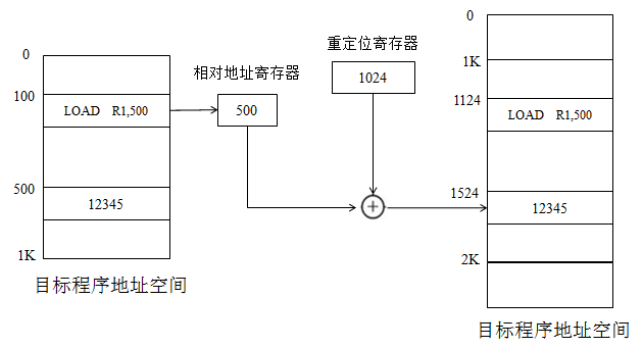 0
100
LOAD R1,500
500
12345
1K
目标程序地址空间
相对地址寄存器
500
重定位寄存器
1024
0
1K
1124
LOAD R1,500
1524
12345
2K
目标程序地址空间